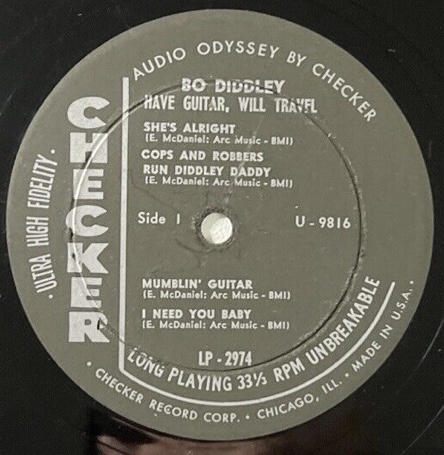 AUDIO ODYSSEY BY CHECKER
BO DIDDLEY
HAVE GUITAR, WILL TRAVEL
SHE'S ALRIGHT
(E. McDaniel: Arc Music - BMI)
COPS AND ROBBERS
RUN DIDDLEY DADDY
(E. McDaniel: Arc Music - BMI)
Side 1
U - 9816
MUMBLIN' GUITAR
(E. McDaniel: Arc Music - BMI)
I NEED YOU BABY
(E. McDaniel: Arc Music - BMI)
LP - 2974
LONG PLAYING 33⅓ RPM UNBREAKABLE
• ULTRA HIGH FIDELITY •
CHECKER
• CHECKER RECORD CORP. • CHICAGO, ILL. • MADE IN U.S.A. •